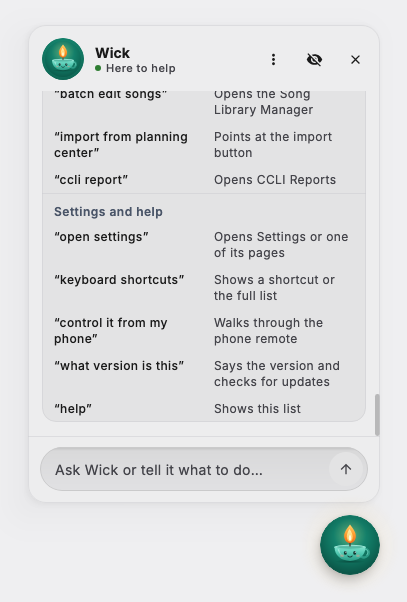 Wick
Here to help
“batch edit songs”
Opens the Song
Library Manager
“import from planning
center”
Points at the import
button
“ccli report”
Opens CCLI Reports
Settings and help
“open settings”
Opens Settings or one
of its pages
“keyboard shortcuts”
Shows a shortcut or
the full list
“control it from my
phone”
Walks through the
phone remote
“what version is this”
Says the version and
checks for updates
“help”
Shows this list
Ask Wick or tell it what to do...